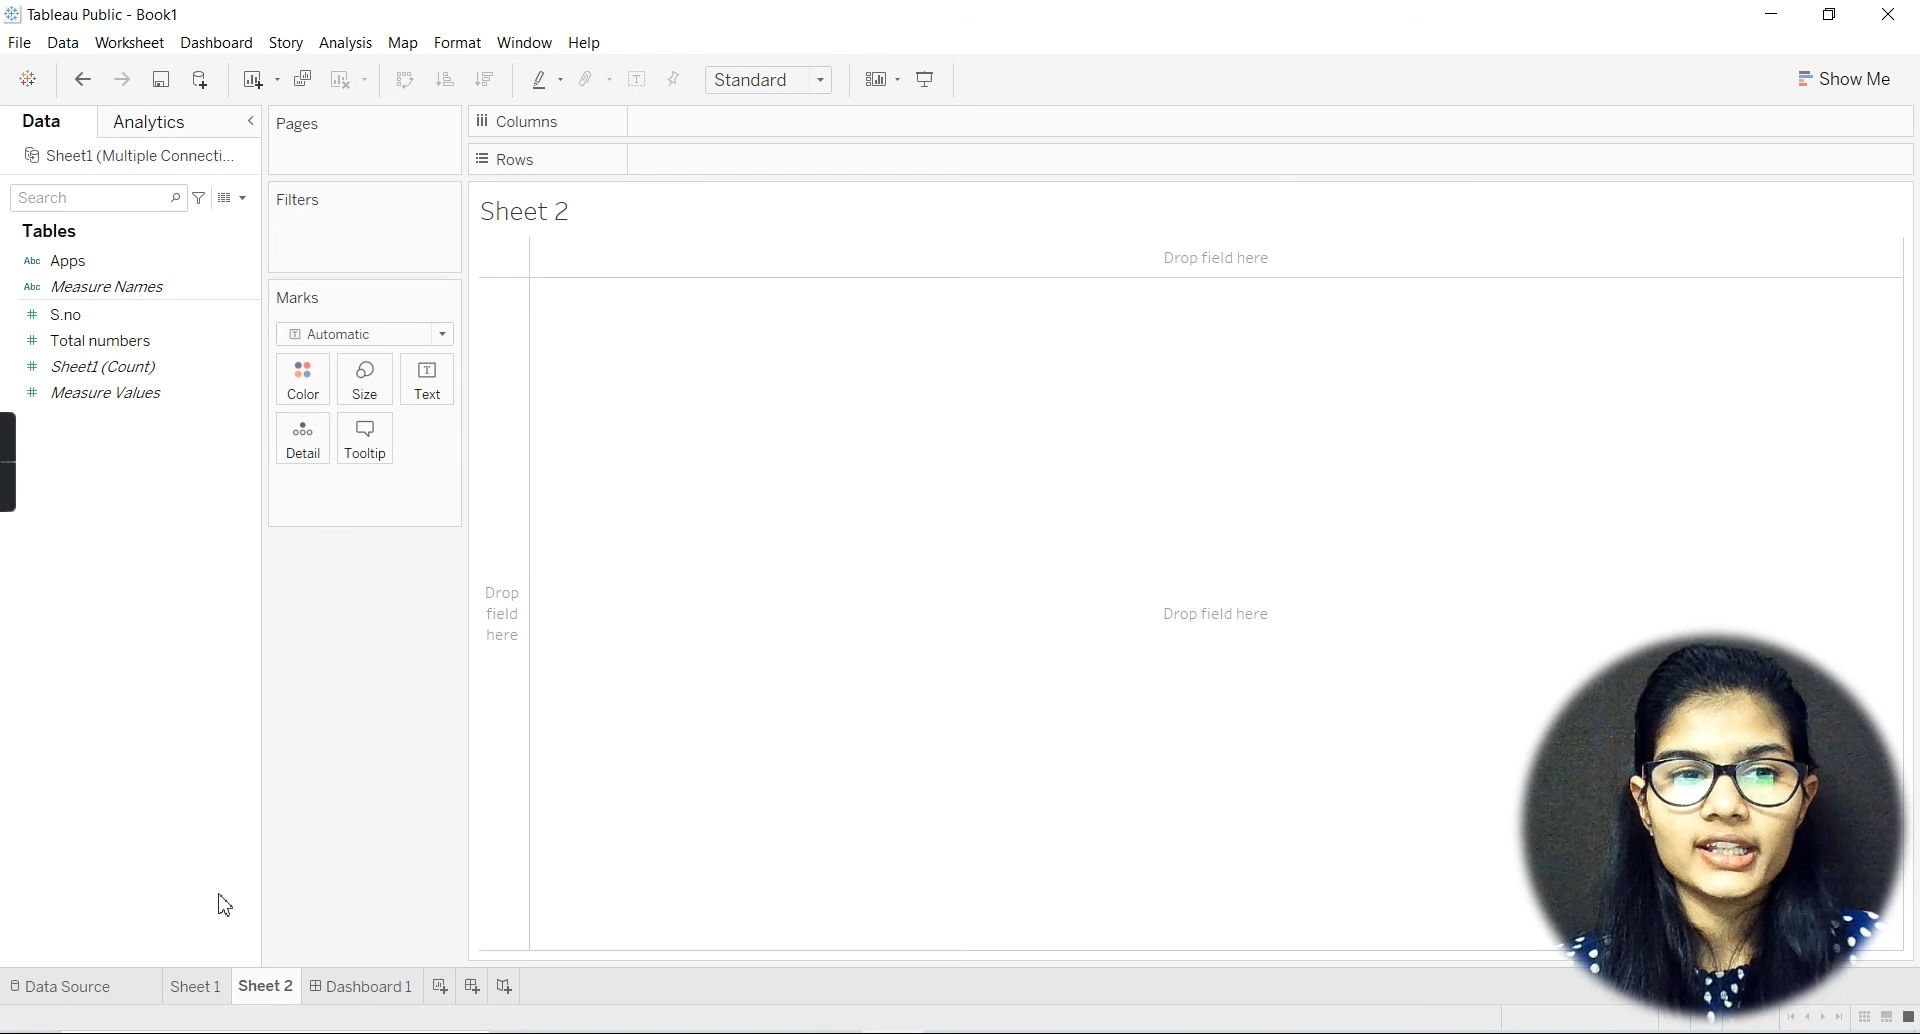 Tableau Public - Book1
File Data Worksheet Dashboard Story Analysis Map Format Window Help
Standard
Show Me
Data
Analytics
Pages
Columns
Sheet1 (Multiple Connecti...
Rows
Search
Filters
Sheet 2
Tables
Abc Apps
Drop field here
Abc Measure Names
Marks
S.no
Total numbers
Automatic
Sheet1 (Count)
Measure Values
Color
Size
Text
Detail
Tooltip
Drop
field
here
Drop field here
Data Source
Sheet 1
Sheet 2
Dashboard 1